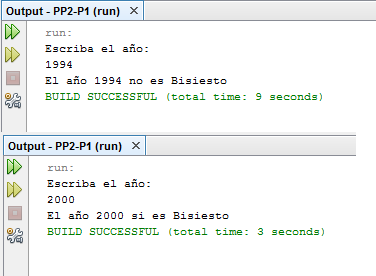 Output - PP2-P1 (run) ×
run:
Escriba el año:
1994
El año 1994 no es Bisiesto
BUILD SUCCESSFUL (total time: 9 seconds)
Output - PP2-P1 (run) ×
run:
Escriba el año:
2000
El año 2000 si es Bisiesto
BUILD SUCCESSFUL (total time: 3 seconds)